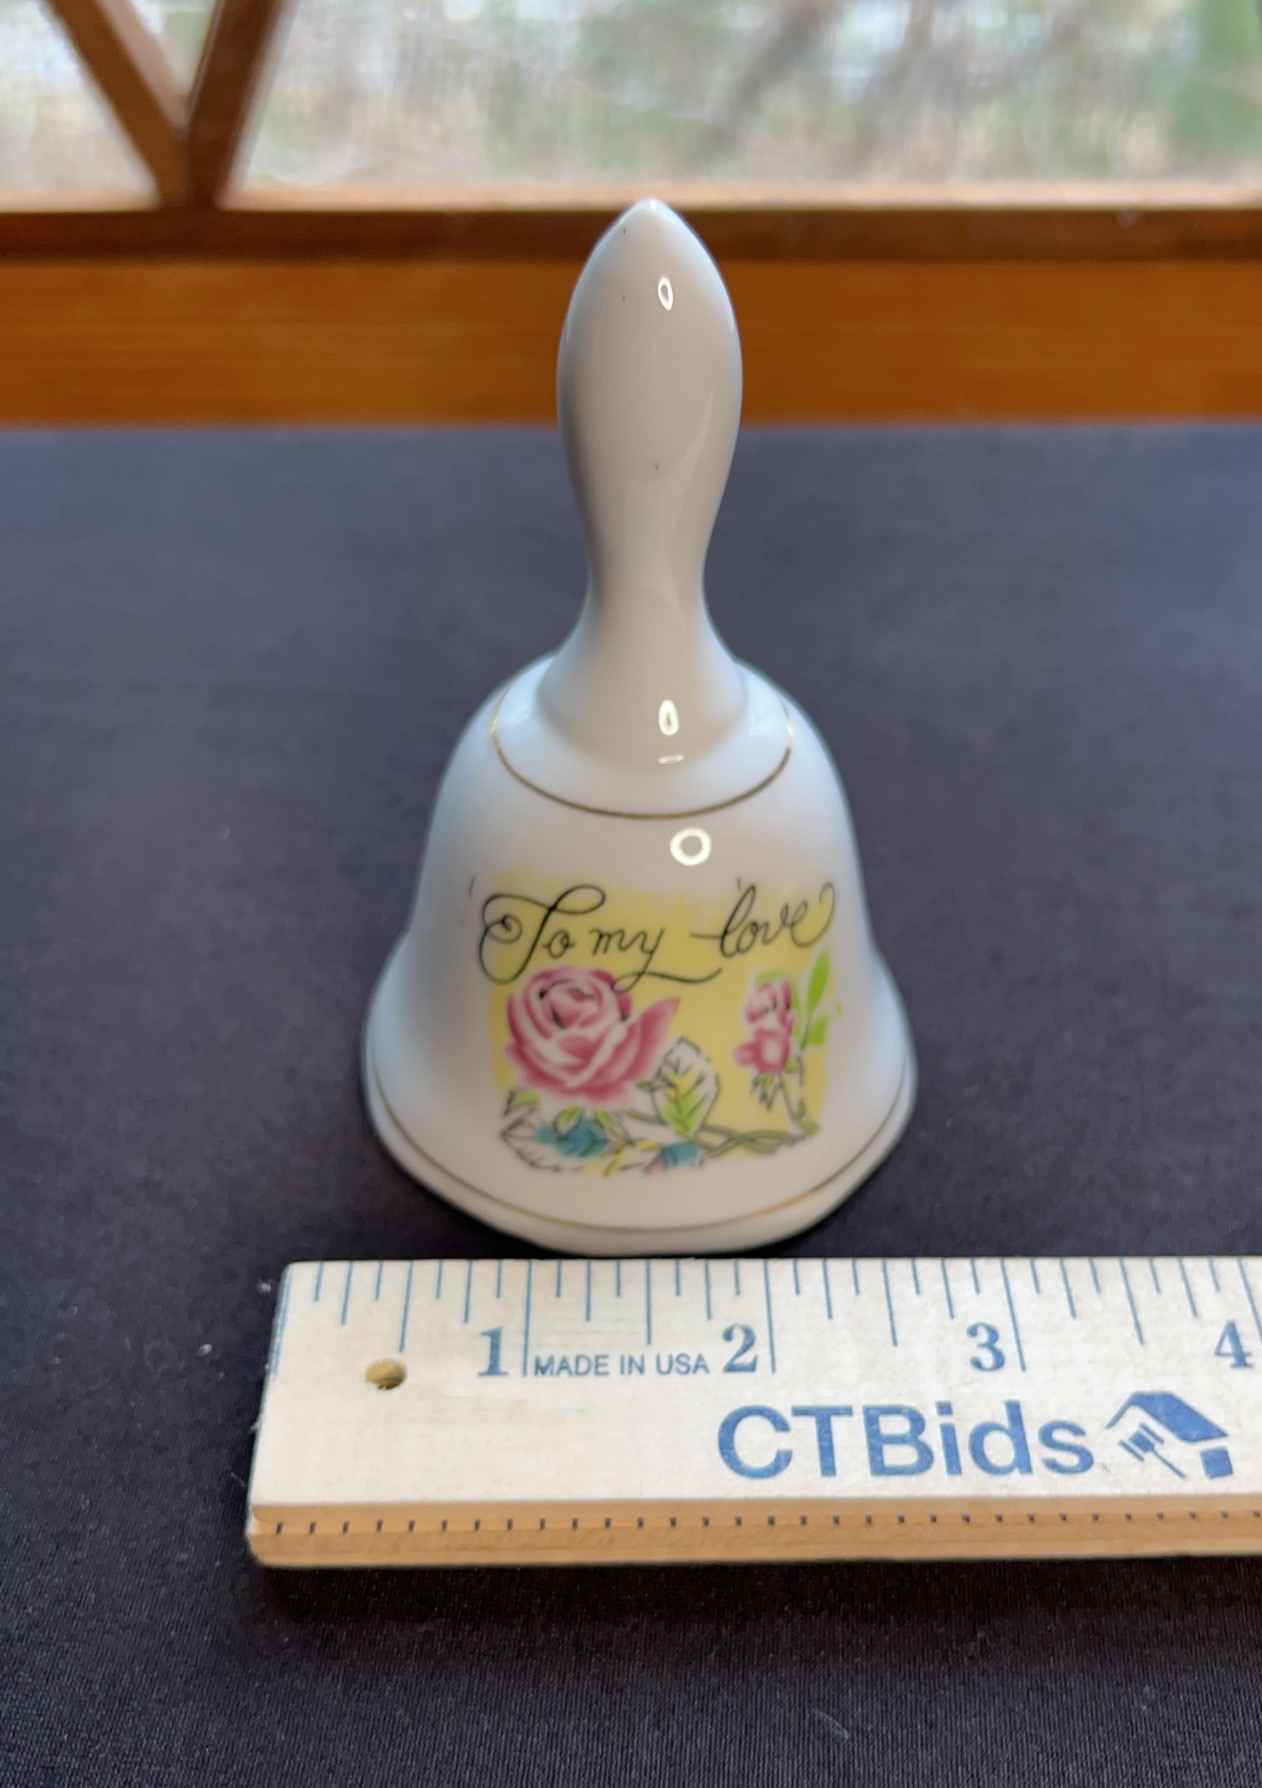 To my love
1 MADE IN USA 2 3 4
CTBids